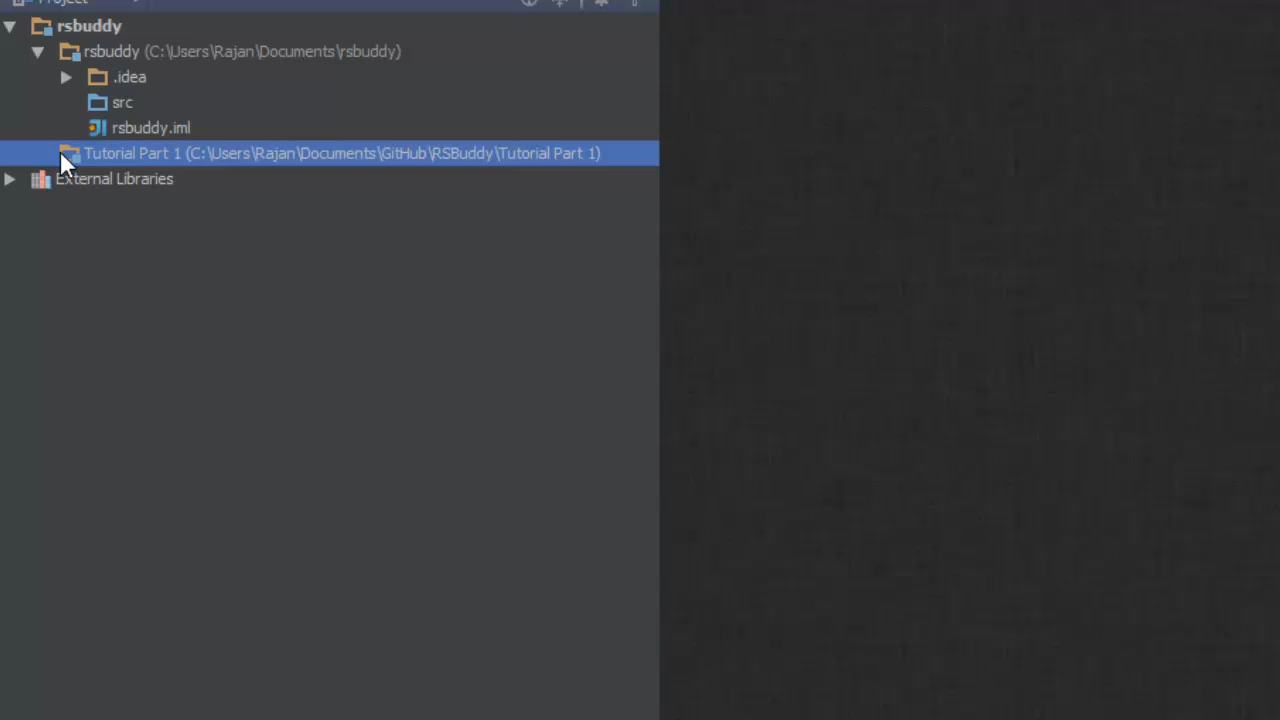 Project
rsbuddy
rsbuddy (C:\Users\Rajan\Documents\rsbuddy)
.idea
src
rsbuddy.iml
Tutorial Part 1 (C:\Users\Rajan\Documents\GitHub\RSBuddy\Tutorial Part 1)
External Libraries